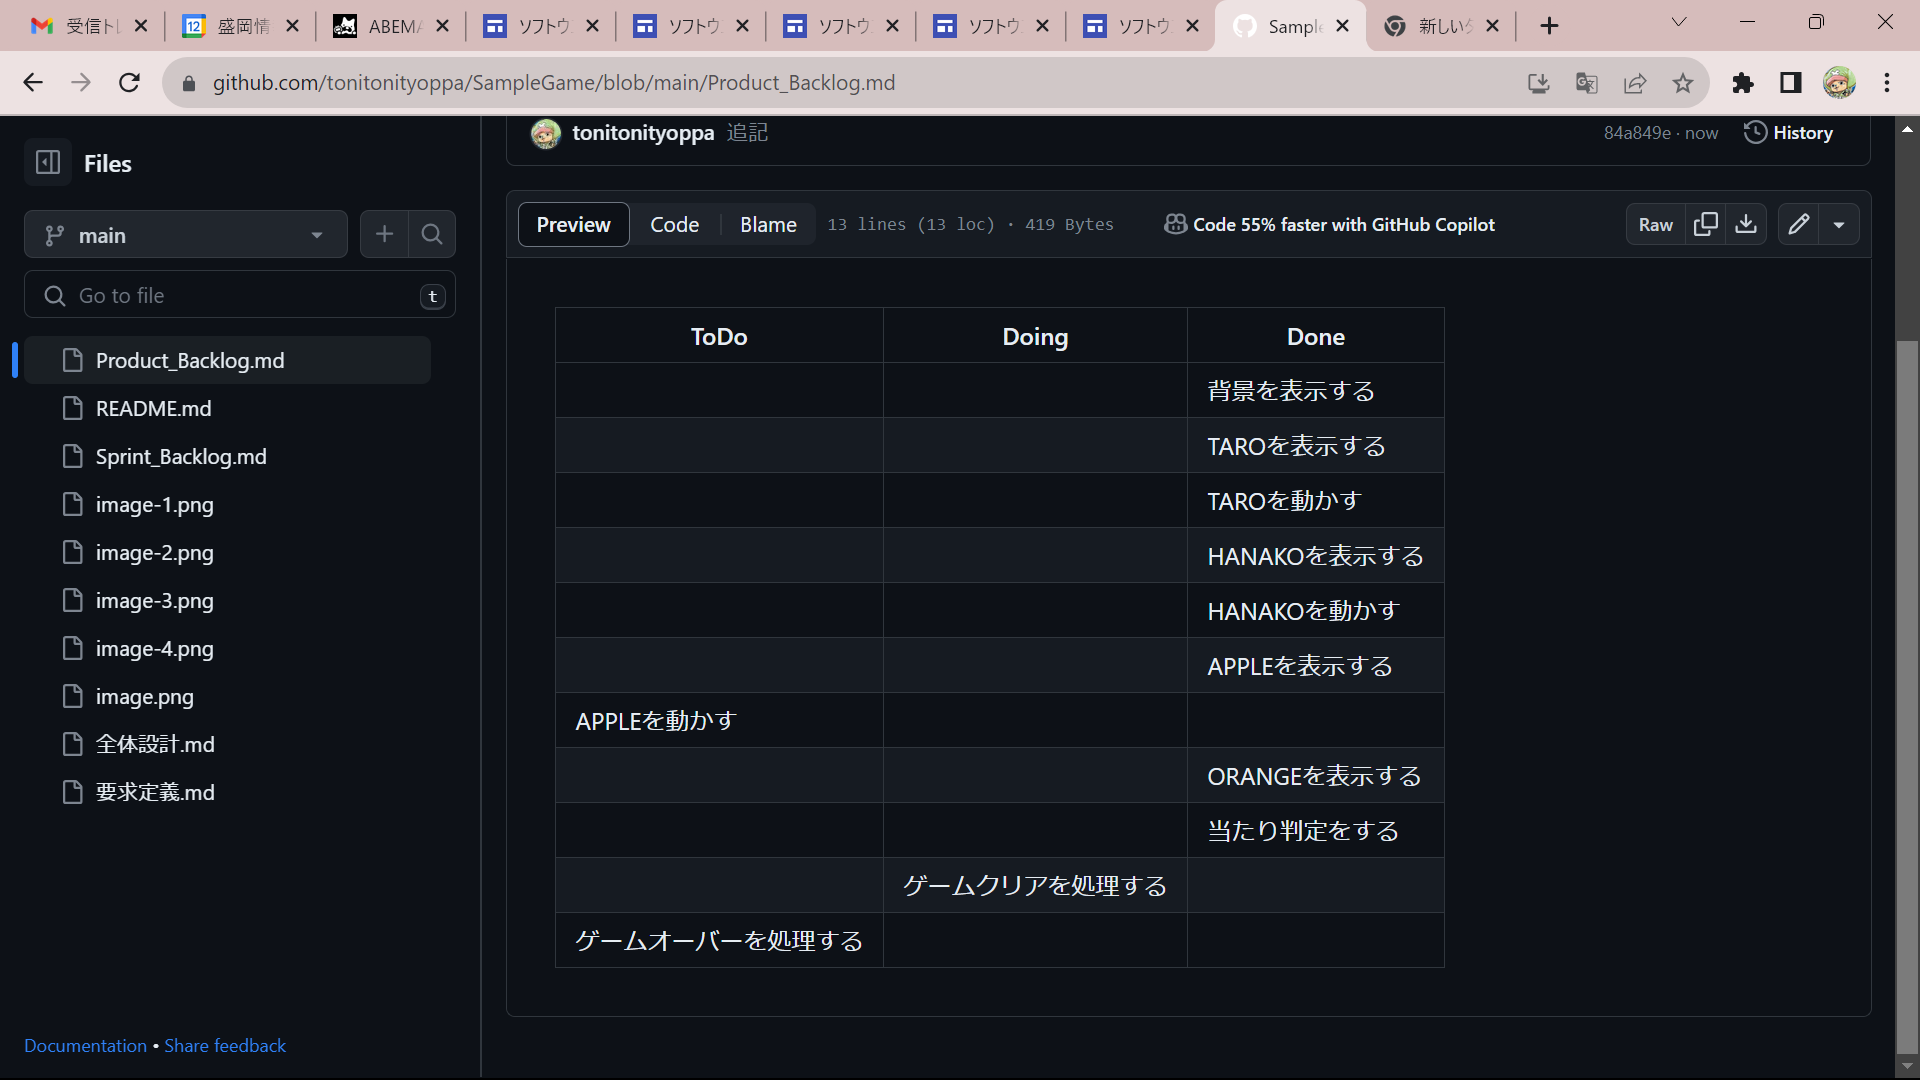 受信ト
盛岡情
ABEMA
ソフトウ
ソフトウ
ソフトウ
ソフトウ
ソフトウ
Sample
新しいタ
github.com/tonitonityoppa/SampleGame/blob/main/Product_Backlog.md
Files
main
Go to file
t
Product_Backlog.md
README.md
Sprint_Backlog.md
image-1.png
image-2.png
image-3.png
image-4.png
image.png
全体設計.md
要求定義.md
Documentation • Share feedback
tonitonityoppa 追記
84a849e · now
History
Preview
Code
Blame
13 lines (13 loc) · 419 Bytes
Code 55% faster with GitHub Copilot
Raw
ToDo Doing Done
背景を表示する
TAROを表示する
TAROを動かす
HANAKOを表示する
HANAKOを動かす
APPLEを表示する
APPLEを動かす
ORANGEを表示する
当たり判定をする
ゲームクリアを処理する
ゲームオーバーを処理する